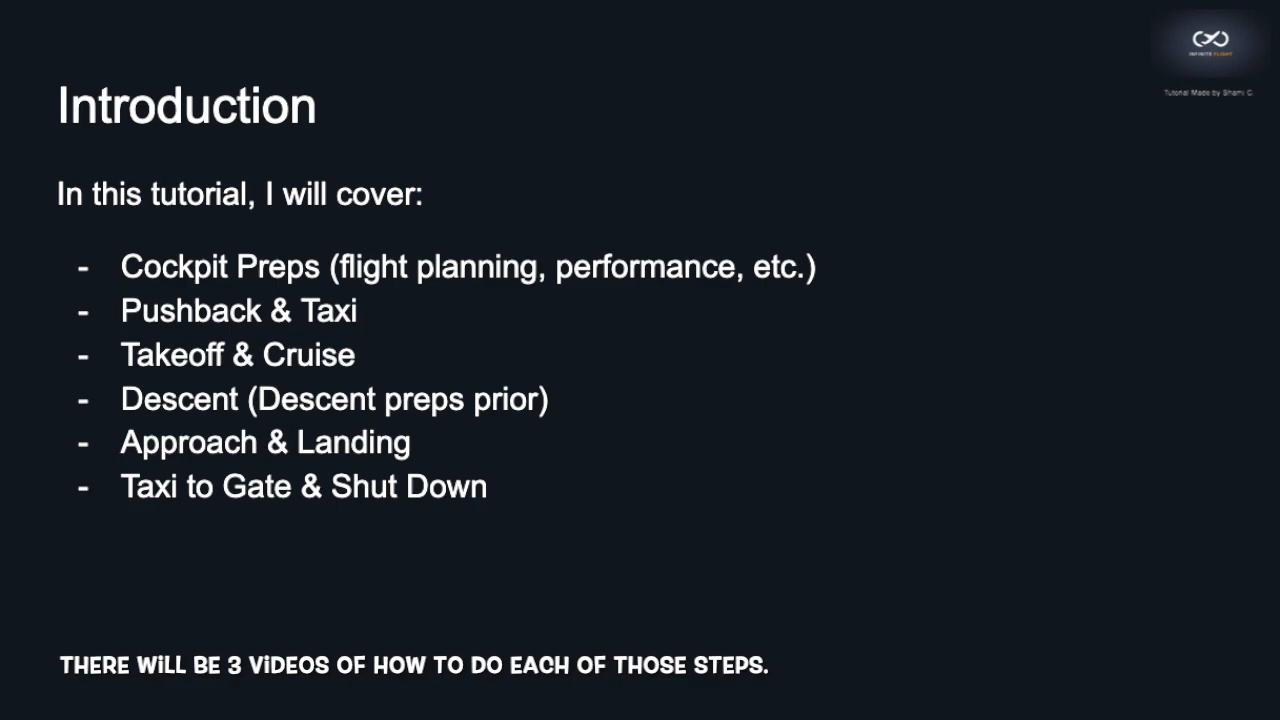 INFINITE FLIGHT
Tutorial Made by Shami C.
Introduction
In this tutorial, I will cover:
- Cockpit Preps (flight planning, performance, etc.)
- Pushback & Taxi
- Takeoff & Cruise
- Descent (Descent preps prior)
- Approach & Landing
- Taxi to Gate & Shut Down
THERE WiLL BE 3 ViDEOS OF HOW TO DO EACH OF THOSE STEPS.